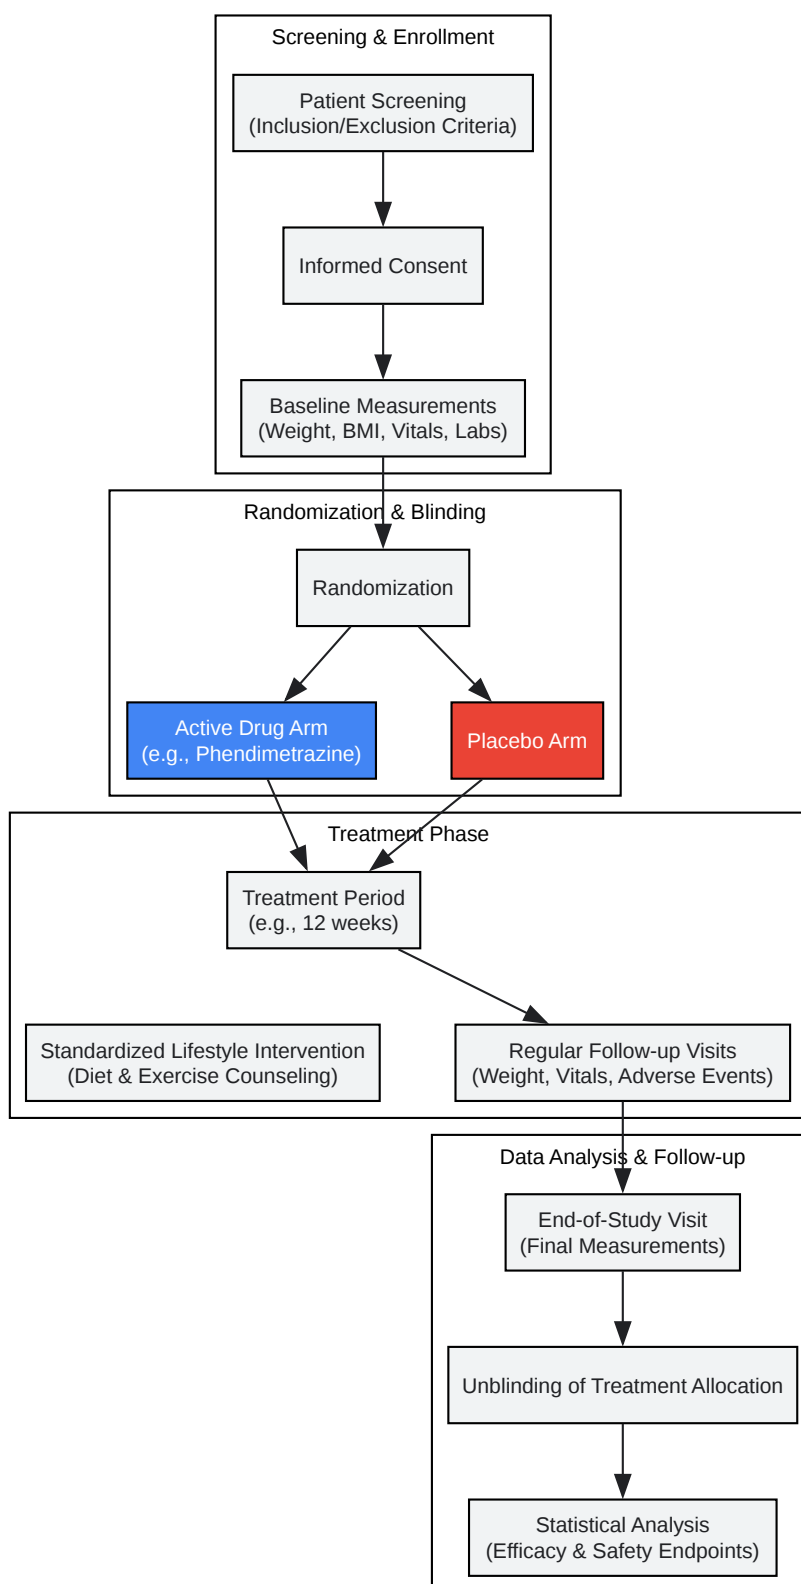 Screening & Enrollment
Patient Screening
(Inclusion/Exclusion Criteria)
Informed Consent
Baseline Measurements
(Weight, BMI, Vitals, Labs)
Randomization & Blinding
Randomization
Active Drug Arm
(e.g., Phendimetrazine)
Placebo Arm
Treatment Phase
Treatment Period
(e.g., 12 weeks)
Standardized Lifestyle Intervention
(Diet & Exercise Counseling)
Regular Follow-up Visits
(Weight, Vitals, Adverse Events)
Data Analysis & Follow-up
End-of-Study Visit
(Final Measurements)
Unblinding of Treatment Allocation
Statistical Analysis
(Efficacy & Safety Endpoints)